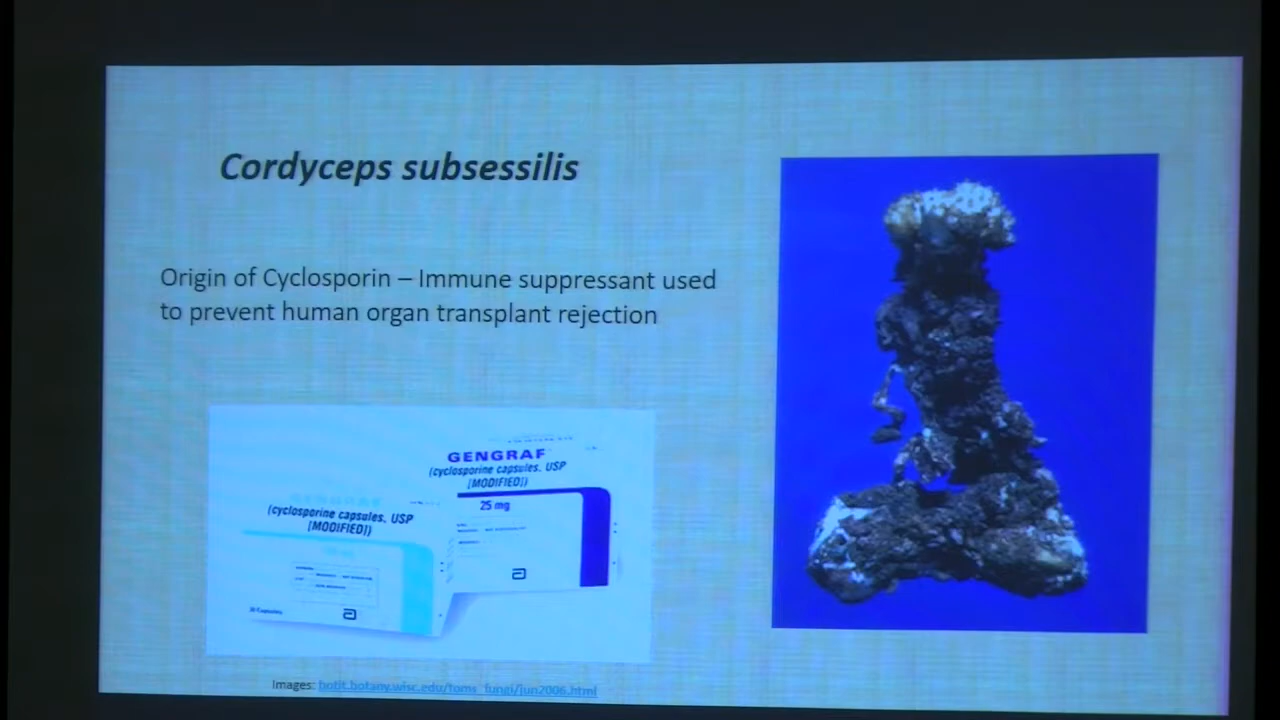 Cordyceps subsessilis
Origin of Cyclosporin – Immune suppressant used
to prevent human organ transplant rejection
GENGRAF
(cyclosporine capsules, USP
[MODIFIED])
25 mg
GENGRAF
(cyclosporine capsules, USP
[MODIFIED])
Images: botit.botany.wisc.edu/toms_fungi/jun2006.html